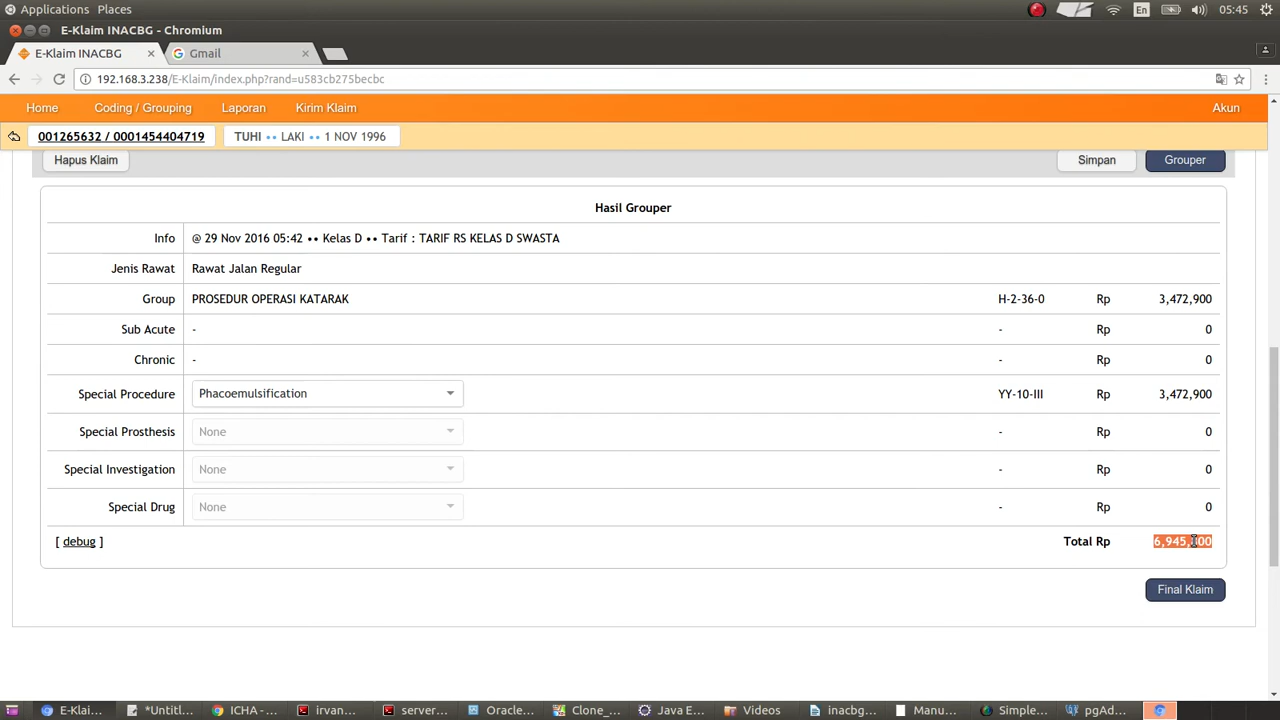 Applications Places En 05:45
E-Klaim INACBG - Chromium
E-Klaim INACBG × Gmail ×
192.168.3.238/E-Klaim/index.php?rand=u583cb275becbc
Home Coding / Grouping Laporan Kirim Klaim Akun
001265632 / 0001454404719 TUHI •• LAKI •• 1 NOV 1996
Hapus Klaim Simpan Grouper
Hasil Grouper
Info @ 29 Nov 2016 05:42 •• Kelas D •• Tarif : TARIF RS KELAS D SWASTA
Jenis Rawat Rawat Jalan Regular
Group PROSEDUR OPERASI KATARAK H-2-36-0 Rp 3,472,900
Sub Acute - - Rp 0
Chronic - - Rp 0
Special Procedure Phacoemulsification YY-10-III Rp 3,472,900
Special Prosthesis None - Rp 0
Special Investigation None - Rp 0
Special Drug None - Rp 0
[ debug ] Total Rp
Final Klaim
E-Klai... *Untitl... ICHA -... irvan... server... Oracle... Clone_... Java E... Videos inacbg... Manu... Simple... pgAd...